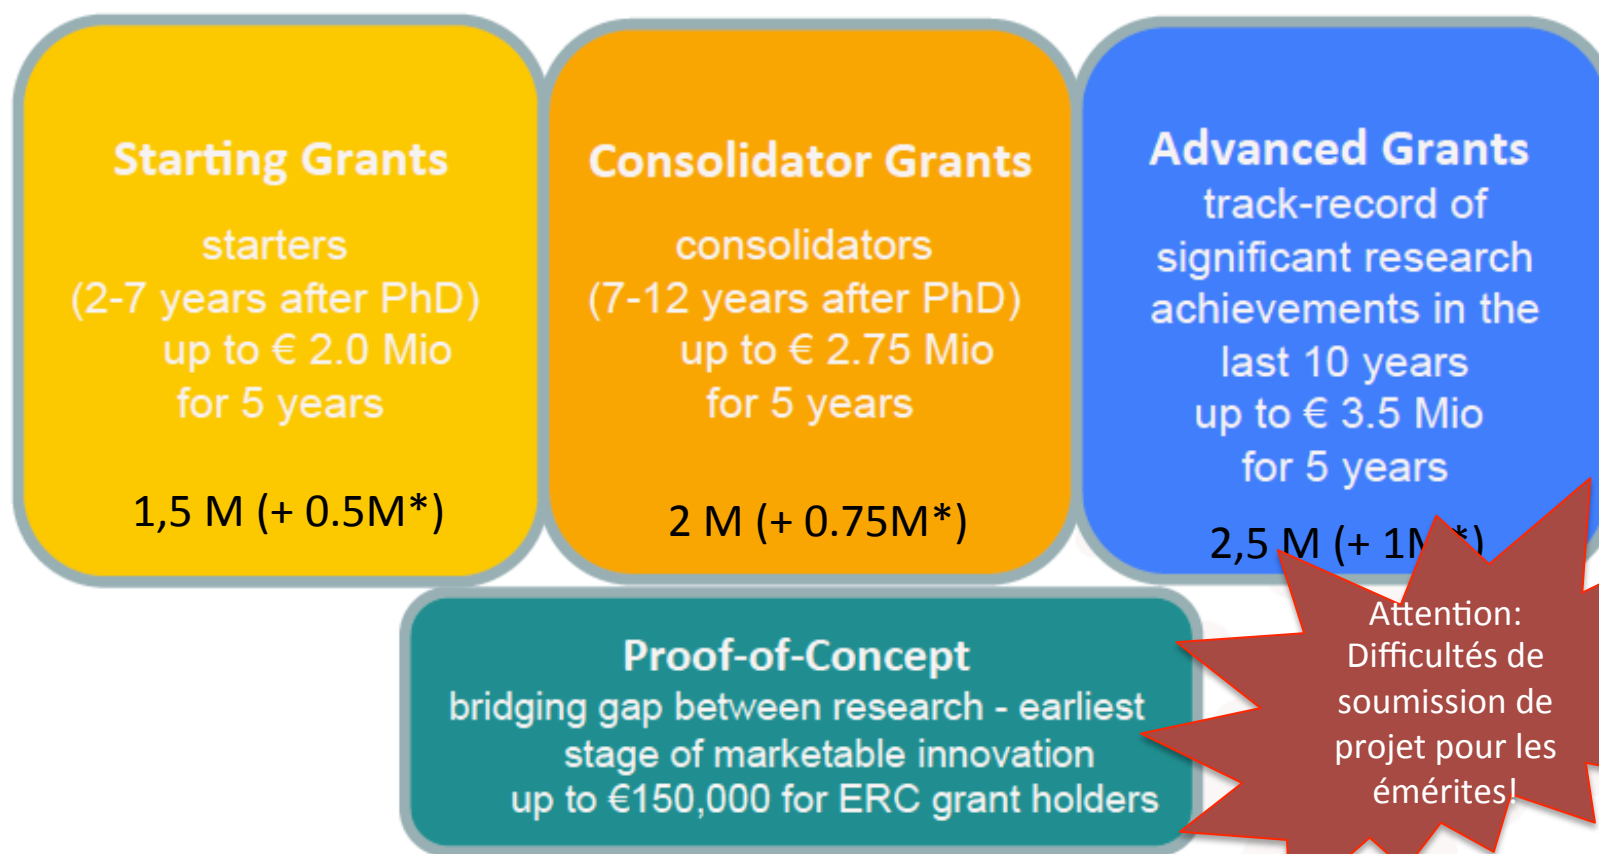 Starting Grants
starters
(2-7 years after PhD)
up to € 2.0 Mio
for 5 years
1,5 M (+ 0.5M*)
Consolidator Grants
consolidators
(7-12 years after PhD)
up to € 2.75 Mio
for 5 years
2 M (+ 0.75M*)
Advanced Grants
track-record of
significant research
achievements in the
last 10 years
up to € 3.5 Mio
for 5 years
2,5 M (+ 1M*)
Proof-of-Concept
bridging gap between research - earliest
stage of marketable innovation
up to €150,000 for ERC grant holders
Attention:
Difficultés de
soumission de
projet pour les
émérites!